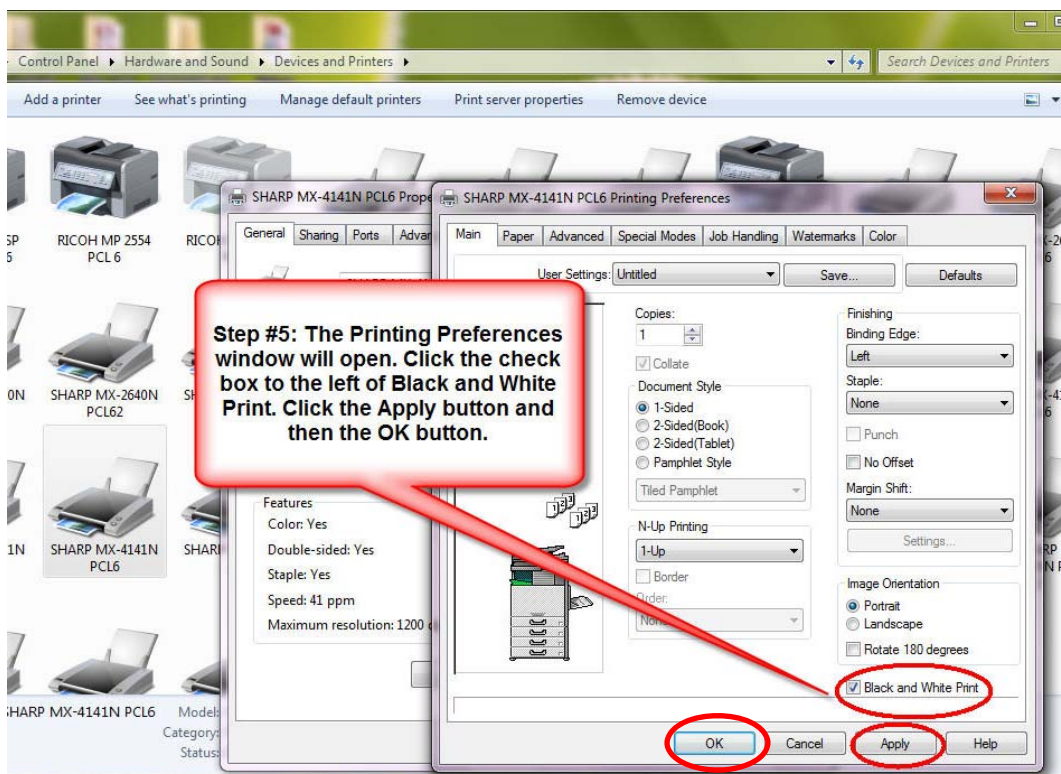 Control Panel ▸ Hardware and Sound ▸ Devices and Printers ▸
Search Devices and Printers
Add a printer See what's printing Manage default printers Print server properties Remove device
SP
6
RICOH MP 2554
PCL 6
RICOH
0N
SHARP MX-2640N
PCL62
1N
SHARP MX-4141N
PCL6
SHARP
SHARP MX-4141N PCL6
Model:
Category:
Status:
SHARP MX-4141N PCL6 Prope
General Sharing Ports Advan
Features
Color: Yes
Double-sided: Yes
Staple: Yes
Speed: 41 ppm
Maximum resolution: 1200
Step #5: The Printing Preferences
window will open. Click the check
box to the left of Black and White
Print. Click the Apply button and
then the OK button.
SHARP MX-4141N PCL6 Printing Preferences
Main Paper Advanced Special Modes Job Handling Watermarks Color
User Settings: Untitled Save... Defaults
Copies:
1
Collate
Document Style
1-Sided
2-Sided(Book)
2-Sided(Tablet)
Pamphlet Style
Tiled Pamphlet
N-Up Printing
1-Up
Border
Order:
None
Finishing
Binding Edge:
Left
Staple:
None
Punch
No Offset
Margin Shift:
None
Settings...
Image Orientation
Portrait
Landscape
Rotate 180 degrees
Black and White Print
OK Cancel Apply Help